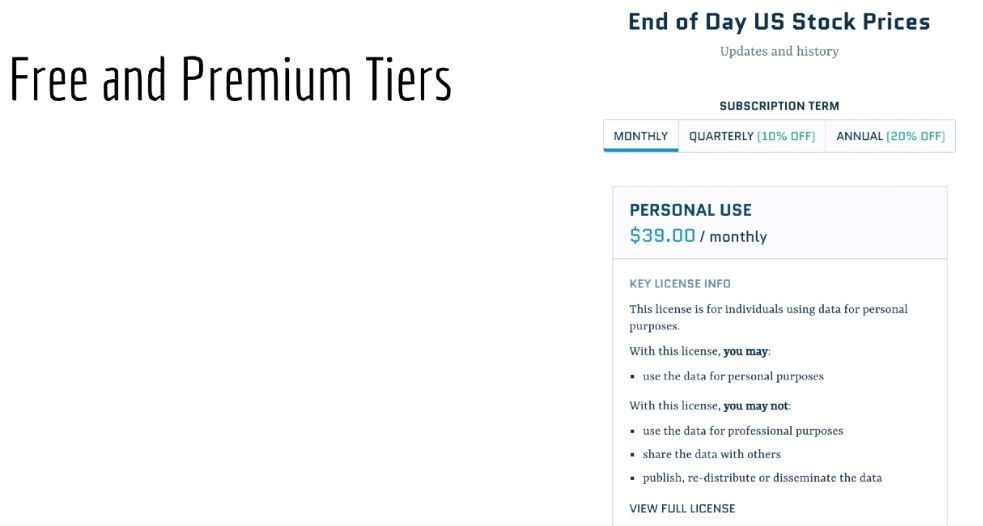 Free and Premium Tiers
End of Day US Stock Prices
Updates and history
SUBSCRIPTION TERM
MONTHLY QUARTERLY (10% OFF) ANNUAL (20% OFF)
PERSONAL USE
$39.00 / monthly
KEY LICENSE INFO
This license is for individuals using data for personal
purposes.
With this license, you may:
▪ use the data for personal purposes
With this license, you may not:
▪ use the data for professional purposes
▪ share the data with others
▪ publish, re-distribute or disseminate the data
VIEW FULL LICENSE